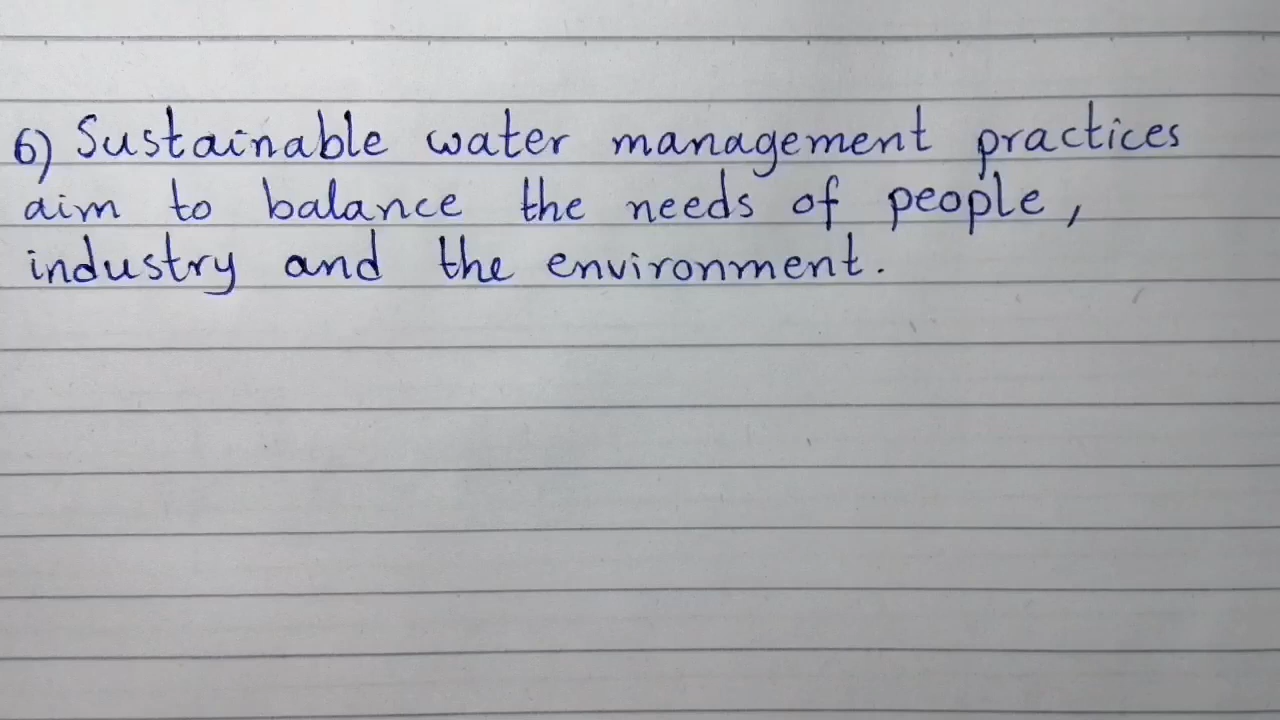 6) Sustainable water management practices
aim to balance the needs of people,
industry and the environment.